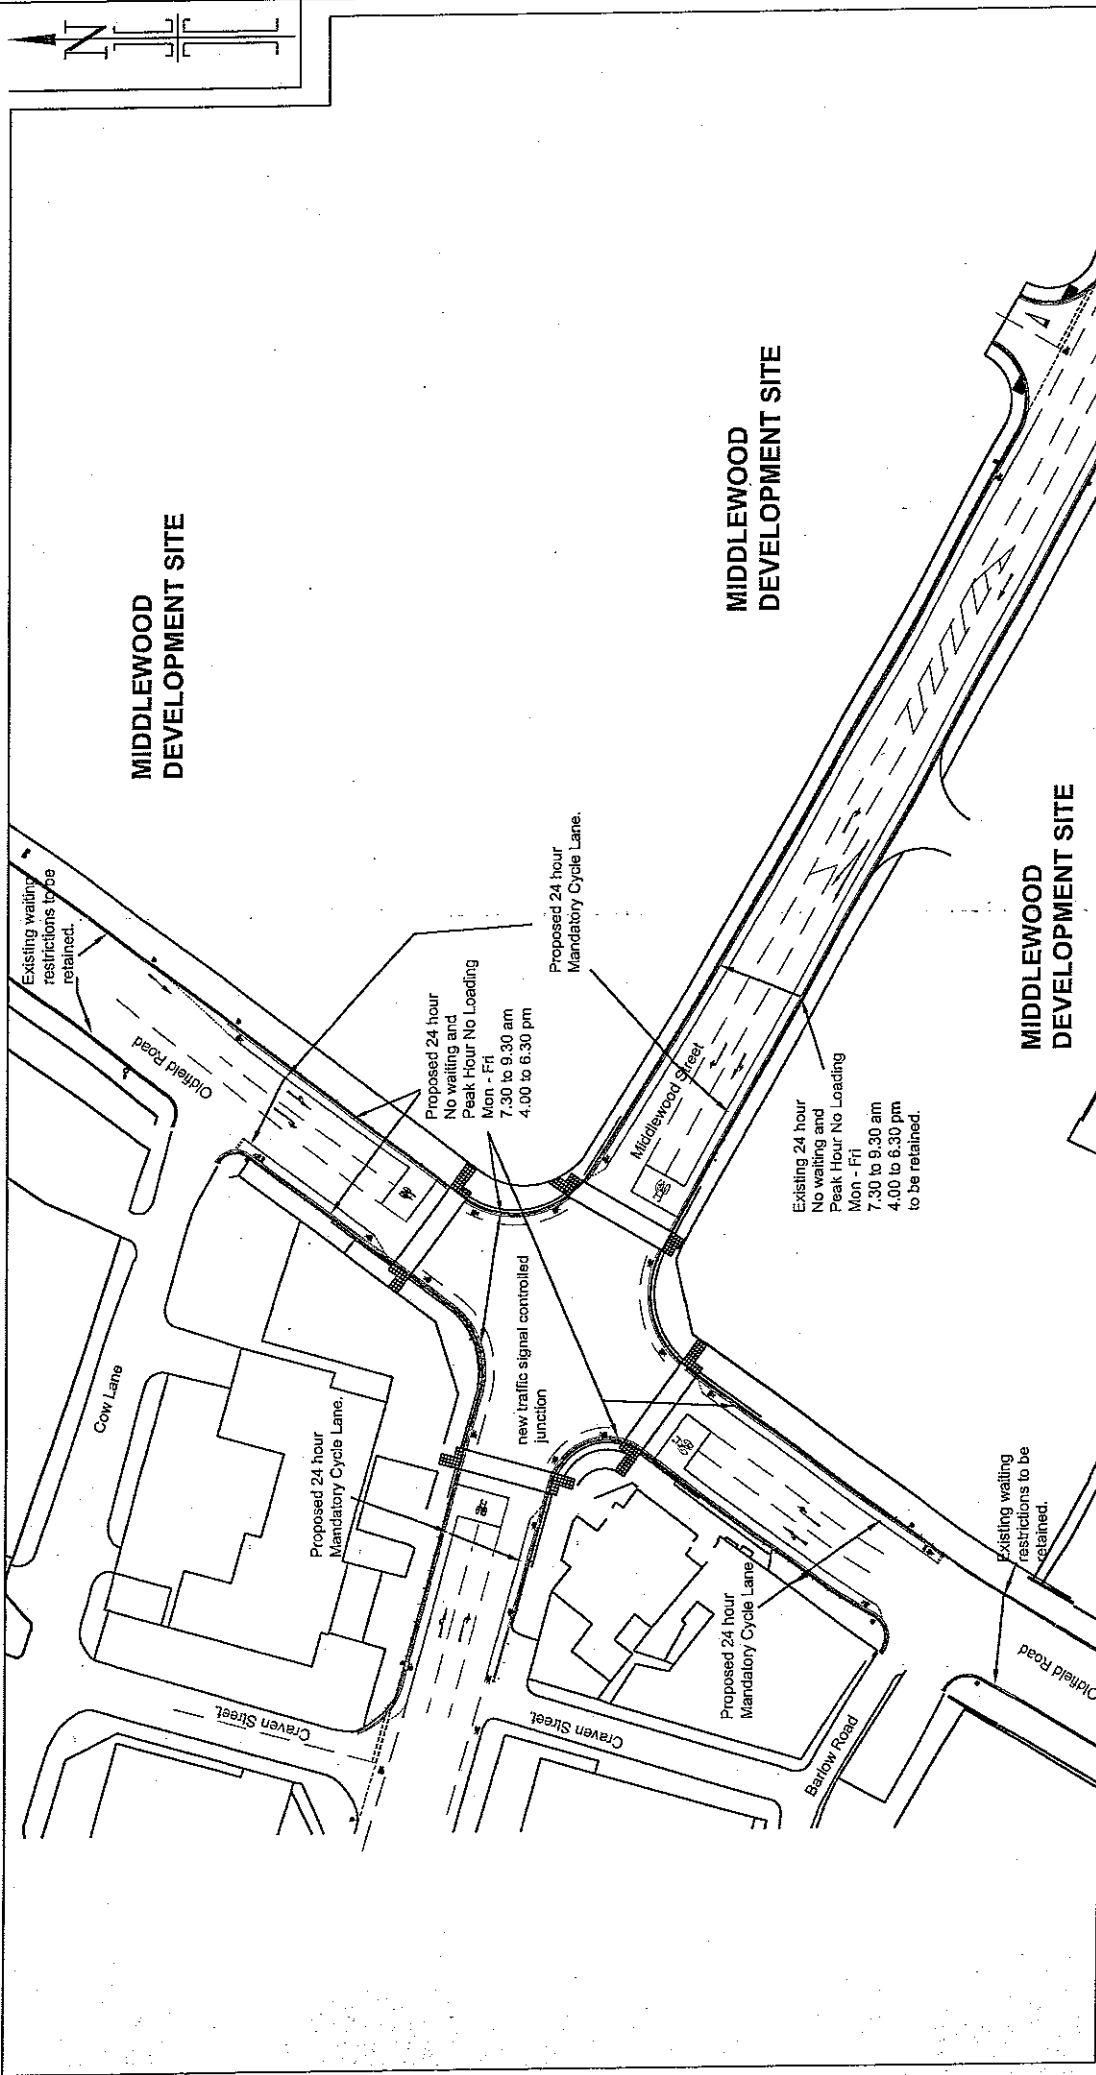 N
MIDDLEWOOD
DEVELOPMENT SITE
MIDDLEWOOD
DEVELOPMENT SITE
MIDDLEWOOD
DEVELOPMENT SITE
Existing waiting
restrictions to be
retained.
Oldfield Road
Cow Lane
Proposed 24 hour
No waiting and
Peak Hour No Loading
Mon - Fri
7.30 to 9.30 am
4.00 to 6.30 pm
Proposed 24 hour
Mandatory Cycle Lane.
Middlewood Street
Existing 24 hour
No waiting and
Peak Hour No Loading
Mon - Fri
7.30 to 9.30 am
4.00 to 6.30 pm
to be retained.
new traffic signal controlled
junction
Proposed 24 hour
Mandatory Cycle Lane.
Craven Street
Craven Street
Proposed 24 hour
Mandatory Cycle Lane
Barlow Road
Existing waiting
restrictions to be
retained.
Oldfield Road